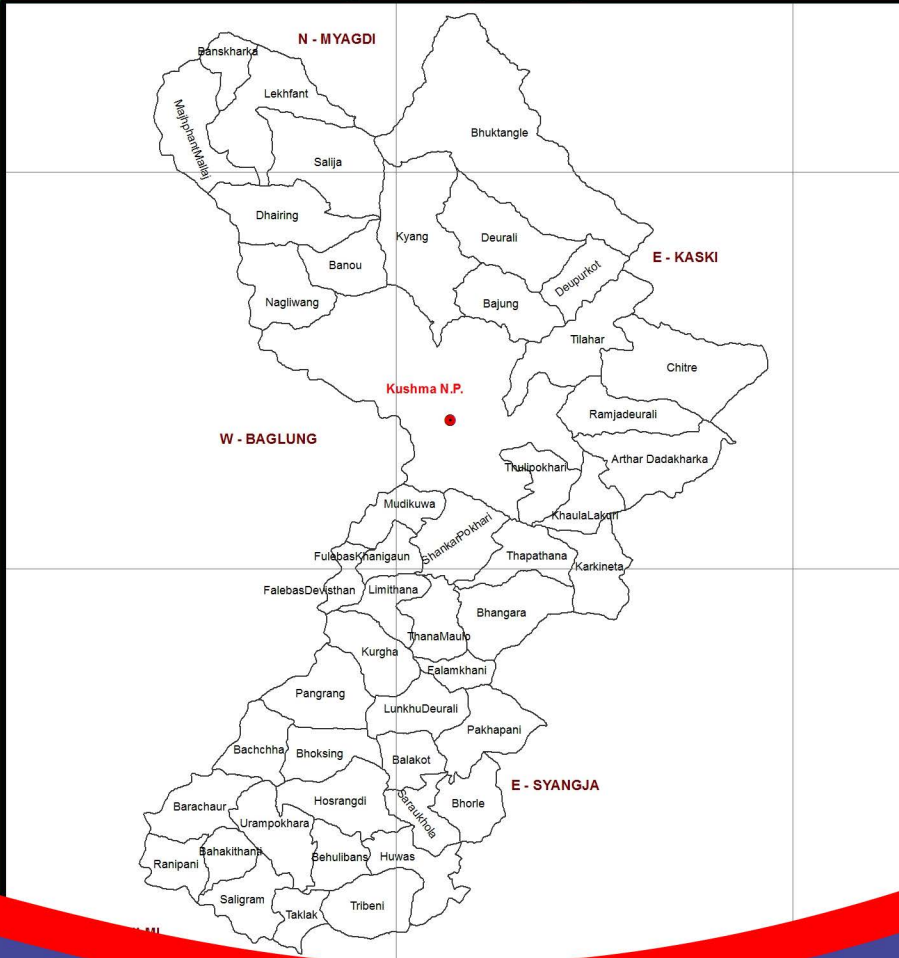 N - MYAGDI
Banskharka
Lekhfant
MajhphantMallaj
Bhuktangle
Salija
Dhairing
Kyang
Deurali
E - KASKI
Banou
Deupurkot
Nagliwang
Bajung
Tilahar
Chitre
Kushma N.P.
Ramjadeurali
W - BAGLUNG
Arthar Dadakharka
Thulipokhari
Mudikuwa
KhaulaLakuri
ShankarPokhari
FulebasKhanigaun
Thapathana
Karkineta
FalebasDevisthan
Limithana
Bhangara
ThanaMaulo
Kurgha
Falamkhani
Pangrang
LunkhuDeurali
Pakhapani
Bachchha
Bhoksing
Balakot
E - SYANGJA
Hosrangdi
Saraukhola
Bhorle
Barachaur
Urampokhara
Bahakithanti
Behulibans
Huwas
Ranipani
Saligram
Taklak
Tribeni